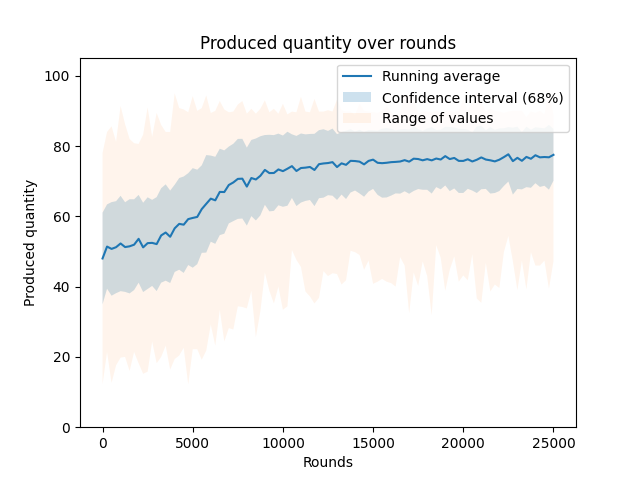 Produced quantity over rounds
Running average
Confidence interval (68%)
Range of values
100
80
60
40
20
0
Produced quantity
0 5000 10000 15000 20000 25000
Rounds